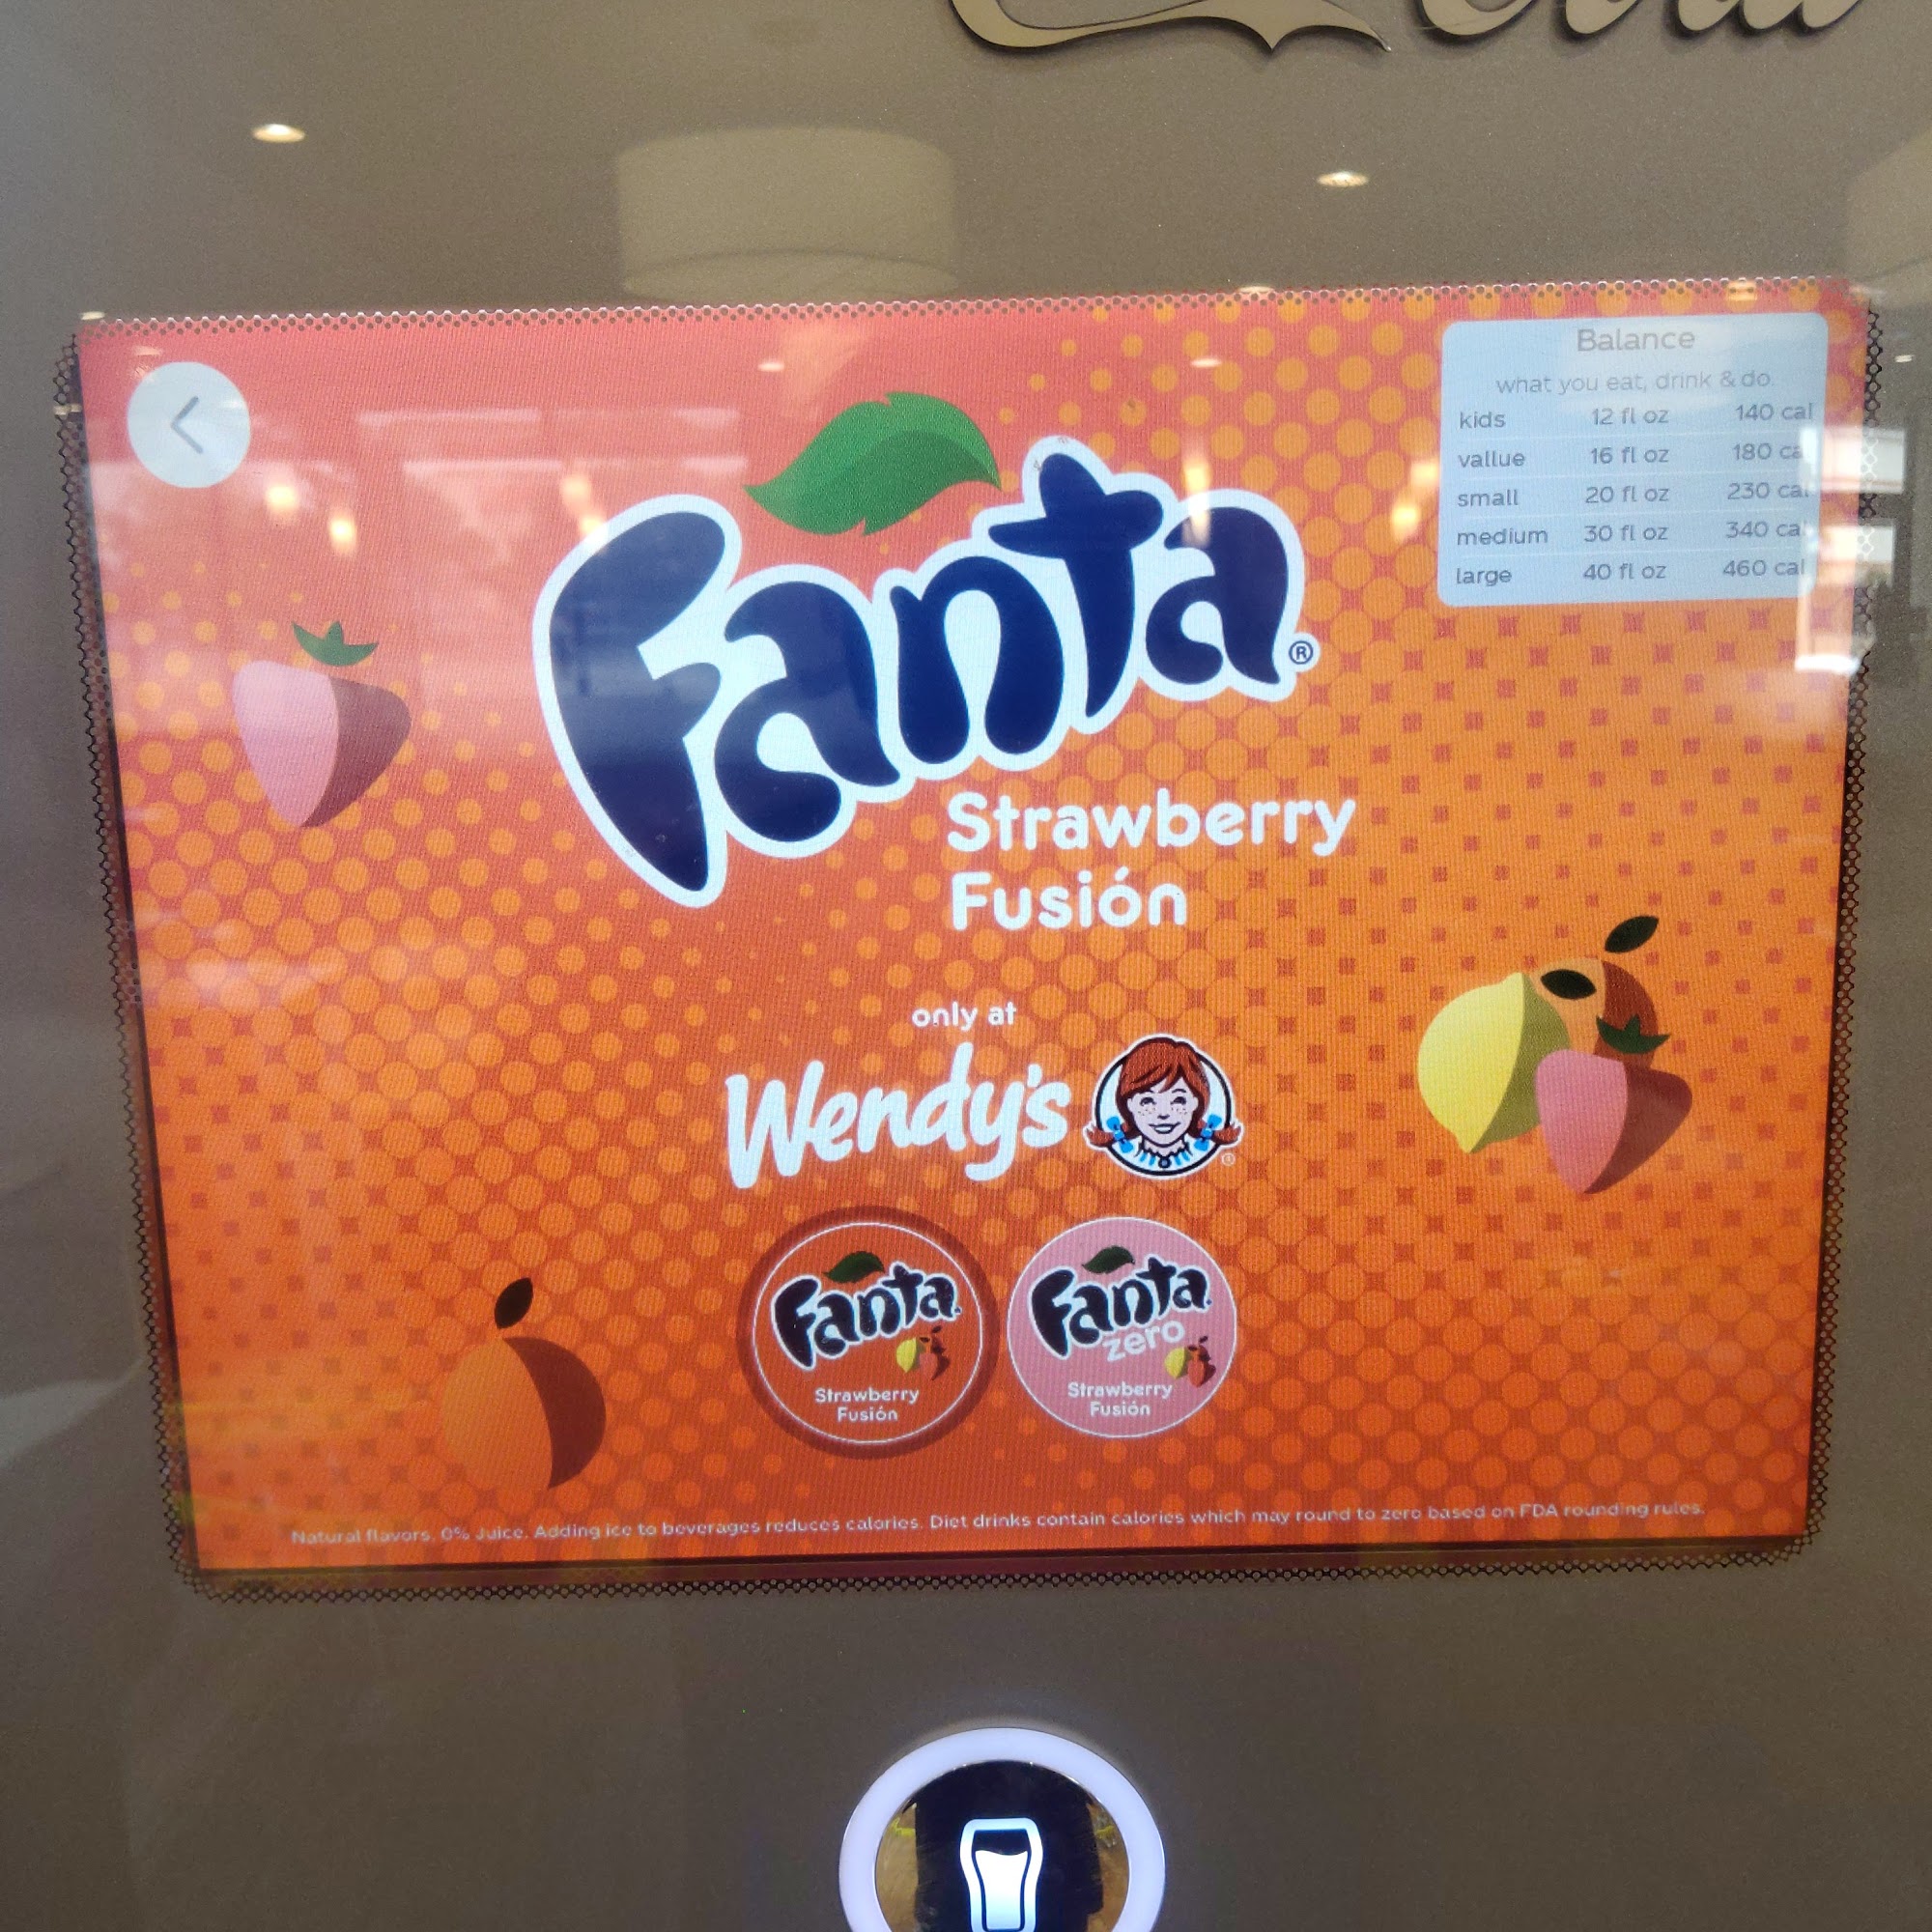 Balance
what you eat, drink & do.
kids 12 fl oz 140 cal
vallue 16 fl oz 180 ca
small 20 fl oz 230 cal
medium 30 fl oz 340 cal
large 40 fl oz 460 cal
Fanta®
Strawberry
Fusión
only at
Wendy's ®
Fanta
Strawberry
Fusión
Fanta
zero
Strawberry
Fusión
Natural flavors. 0% Juice. Adding ice to beverages reduces calories. Diet drinks contain calories which may round to zero based on FDA rounding rules.